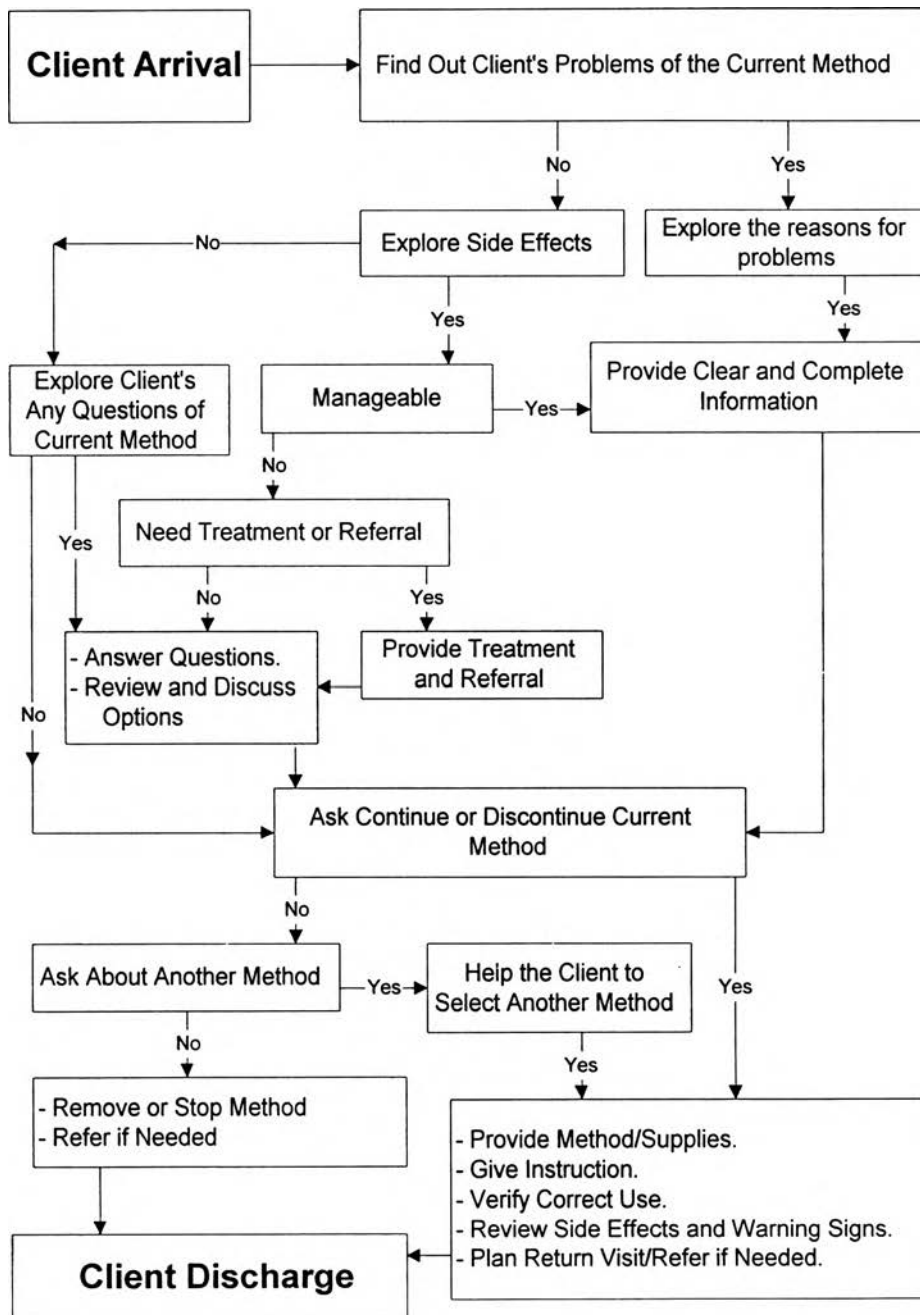 Client Arrival
Find Out Client's Problems of the Current Method
No
Yes
No
Explore Side Effects
Explore the reasons for
problems
Yes
Yes
Explore Client's
Any Questions of
Current Method
Manageable
Yes
Provide Clear and Complete
Information
No
Need Treatment or Referral
Yes
No
Yes
- Answer Questions.
- Review and Discuss
Options
Provide Treatment
and Referral
No
Ask Continue or Discontinue Current
Method
No
Ask About Another Method
Yes
Help the Client to
Select Another Method
Yes
No
Yes
- Remove or Stop Method
- Refer if Needed
- Provide Method/Supplies.
- Give Instruction.
- Verify Correct Use.
- Review Side Effects and Warning Signs.
- Plan Return Visit/Refer if Needed.
Client Discharge